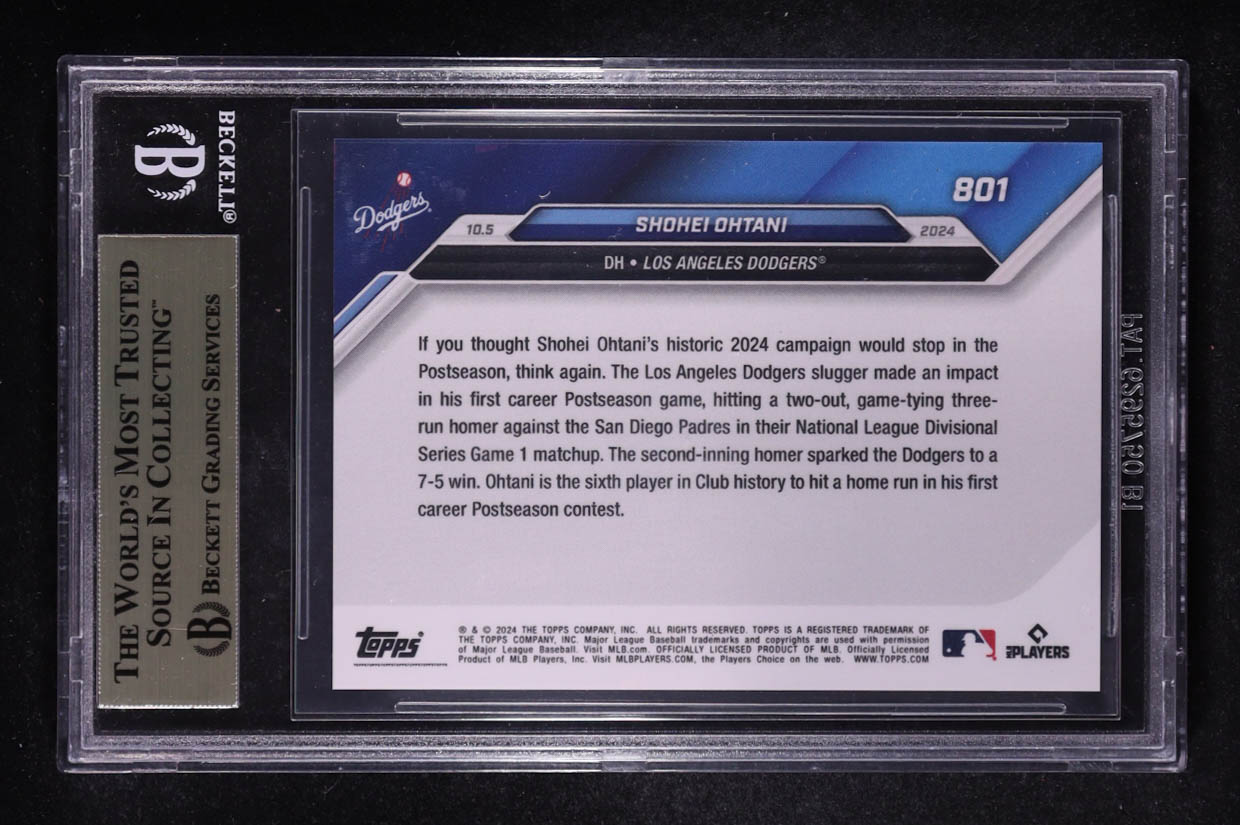 BECKETT®
B
THE WORLD'S MOST TRUSTED
SOURCE IN COLLECTING™
B BECKETT GRADING SERVICES
Dodgers
801
10.5
SHOHEI OHTANI
2024
DH • LOS ANGELES DODGERS®
If you thought Shohei Ohtani's historic 2024 campaign would stop in the
Postseason, think again. The Los Angeles Dodgers slugger made an impact
in his first career Postseason game, hitting a two-out, game-tying three-
run homer against the San Diego Padres in their National League Divisional
Series Game 1 matchup. The second-inning homer sparked the Dodgers to a
7-5 win. Ohtani is the sixth player in Club history to hit a home run in his first
career Postseason contest.
topps
® & © 2024 THE TOPPS COMPANY, INC. ALL RIGHTS RESERVED. TOPPS IS A REGISTERED TRADEMARK OF
THE TOPPS COMPANY, INC. Major League Baseball trademarks and copyrights are used with permission
of Major League Baseball. Visit MLB.com. OFFICIALLY LICENSED PRODUCT OF MLB. Officially Licensed
Product of MLB Players, Inc. Visit MLBPLAYERS.COM, the Players Choice on the web. WWW.TOPPS.COM
MLBPLAYERS